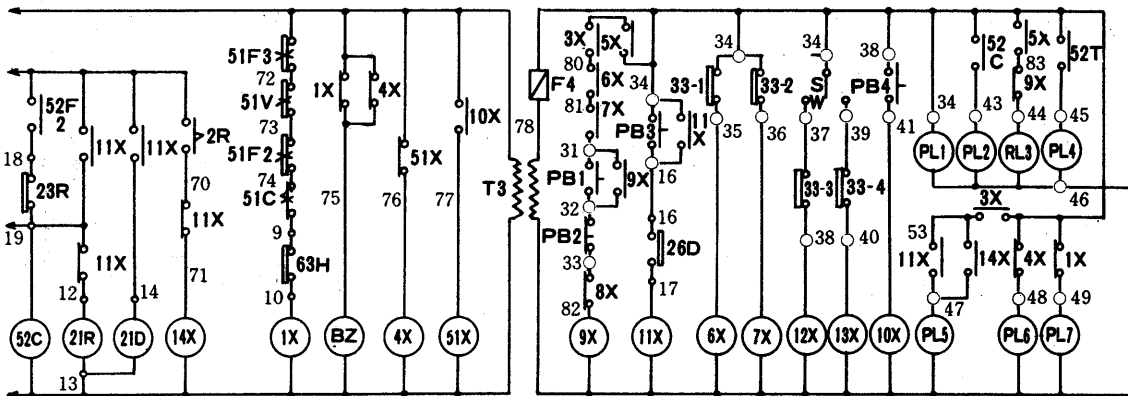 51F3
72
51V
73
51F2
74
51C
9
63H
10
1X
52F
2
18
23R
19
52C
11X
11X
12
21R
13
11X
14
21D
2R
70
11X
71
14X
1X
4X
75
BZ
51X
76
4X
10X
77
51X
78
T3
F4
3X
5X
80
6X
81
7X
31
PB1
9X
32
PB2
33
8X
82
9X
34
PB3
11
X
16
16
26D
17
11X
34
33-1
33-2
35
36
6X
7X
34
S
W
37
39
33-3
33-4
38
40
12X
13X
38
PB4
41
10X
52
C
5X
83
9X
52T
34
43
44
45
PL1
PL2
RL3
PL4
46
3X
53
11X
14X
4X
1X
47
48
49
PL5
PL6
PL7